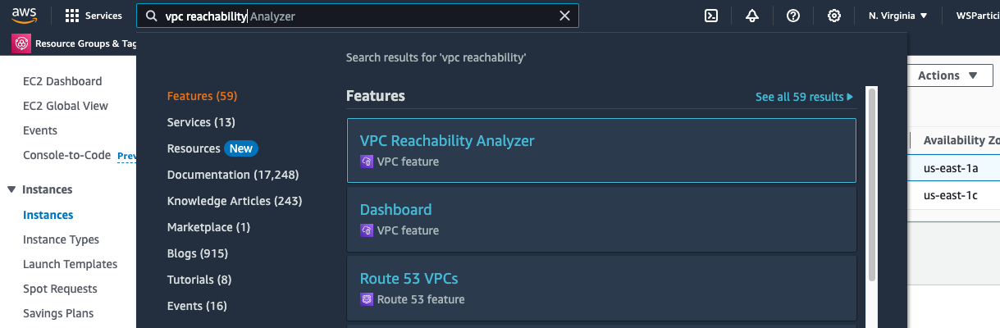 aws
Services
vpc reachability Analyzer
N. Virginia
WSPartici
Resource Groups & Tag
Search results for 'vpc reachability'
EC2 Dashboard
EC2 Global View
Events
Console-to-Code Prev
Instances
Instances
Instance Types
Launch Templates
Spot Requests
Savings Plans
Features (59)
Services (13)
Resources New
Documentation (17,248)
Knowledge Articles (243)
Marketplace (1)
Blogs (915)
Tutorials (8)
Events (16)
Features
See all 59 results
VPC Reachability Analyzer
VPC feature
Dashboard
VPC feature
Route 53 VPCs
Route 53 feature
Actions
Availability Zo
us-east-1a
us-east-1c